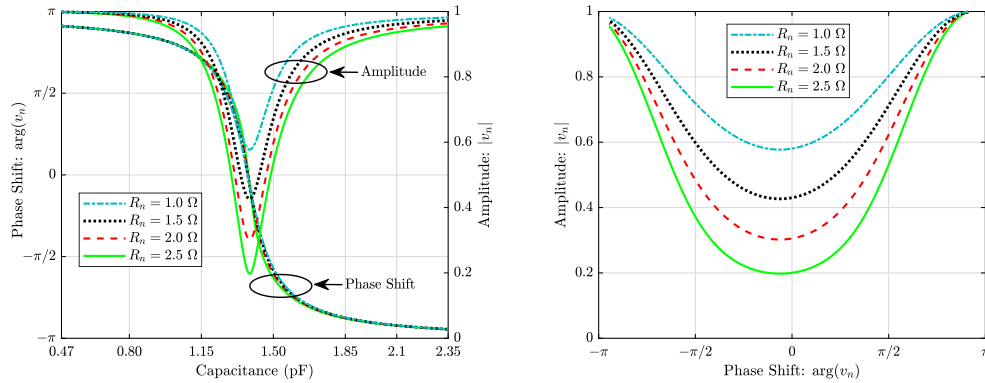 π
π/2
0
−π/2
−π
Phase Shift: arg(v_n)
1
0.8
0.6
0.4
0.2
0
Amplitude: |v_n|
0.47
0.80
1.15
1.50
1.85
2.1
2.35
Capacitance (pF)
Amplitude
Phase Shift
R_n = 1.0 Ω
R_n = 1.5 Ω
R_n = 2.0 Ω
R_n = 2.5 Ω
1
0.8
0.6
0.4
0.2
0
Amplitude: |v_n|
R_n = 1.0 Ω
R_n = 1.5 Ω
R_n = 2.0 Ω
R_n = 2.5 Ω
−π
−π/2
0
π/2
π
Phase Shift: arg(v_n)